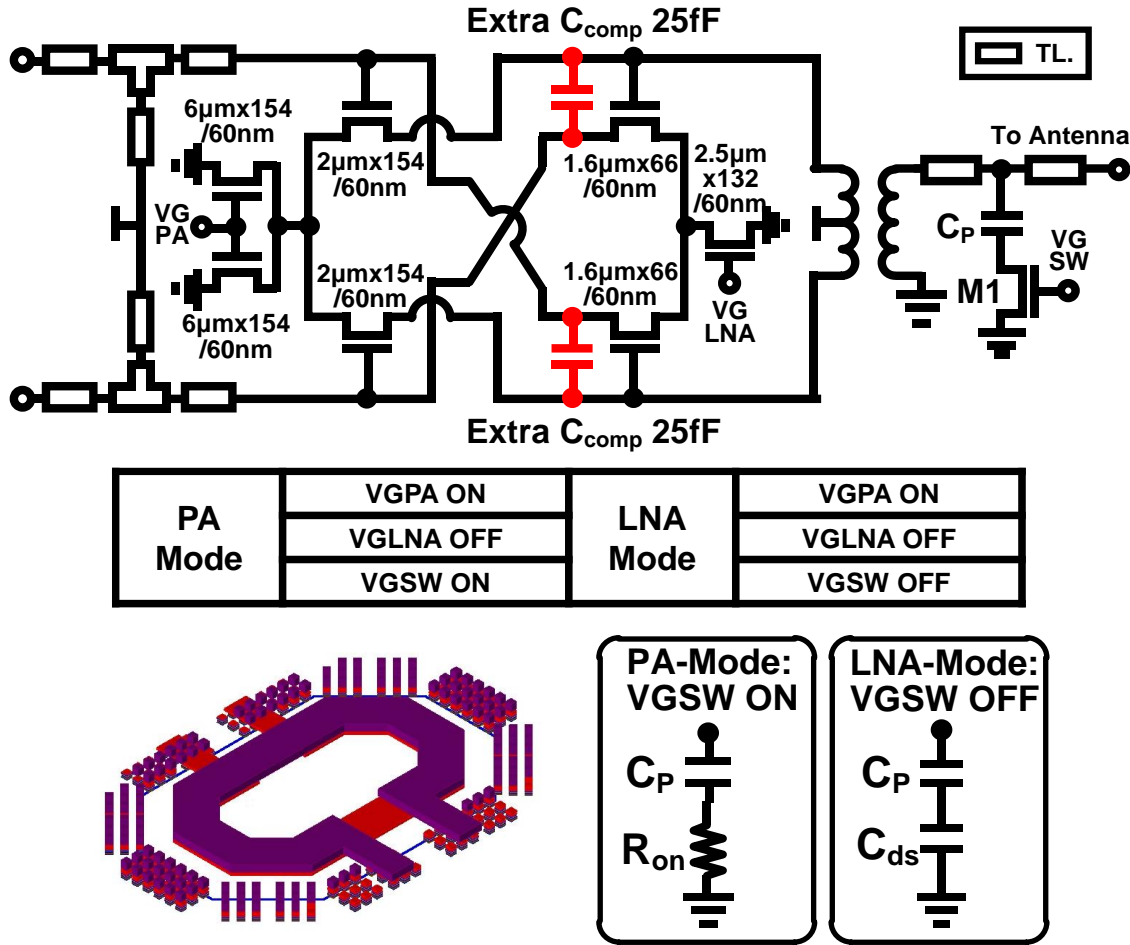 Extra Ccomp 25fF
TL.
6µmx154
/60nm
2µmx154
/60nm
1.6µmx66
/60nm
2.5µm
x132
/60nm
To Antenna
VG
PA
CP
VG
SW
M1
2µmx154
/60nm
1.6µmx66
/60nm
VG
LNA
6µmx154
/60nm
Extra Ccomp 25fF
PA
Mode
VGPA ON
VGLNA OFF
VGSW ON
LNA
Mode
VGPA ON
VGLNA OFF
VGSW OFF
PA-Mode:
VGSW ON
CP
Ron
LNA-Mode:
VGSW OFF
CP
Cds